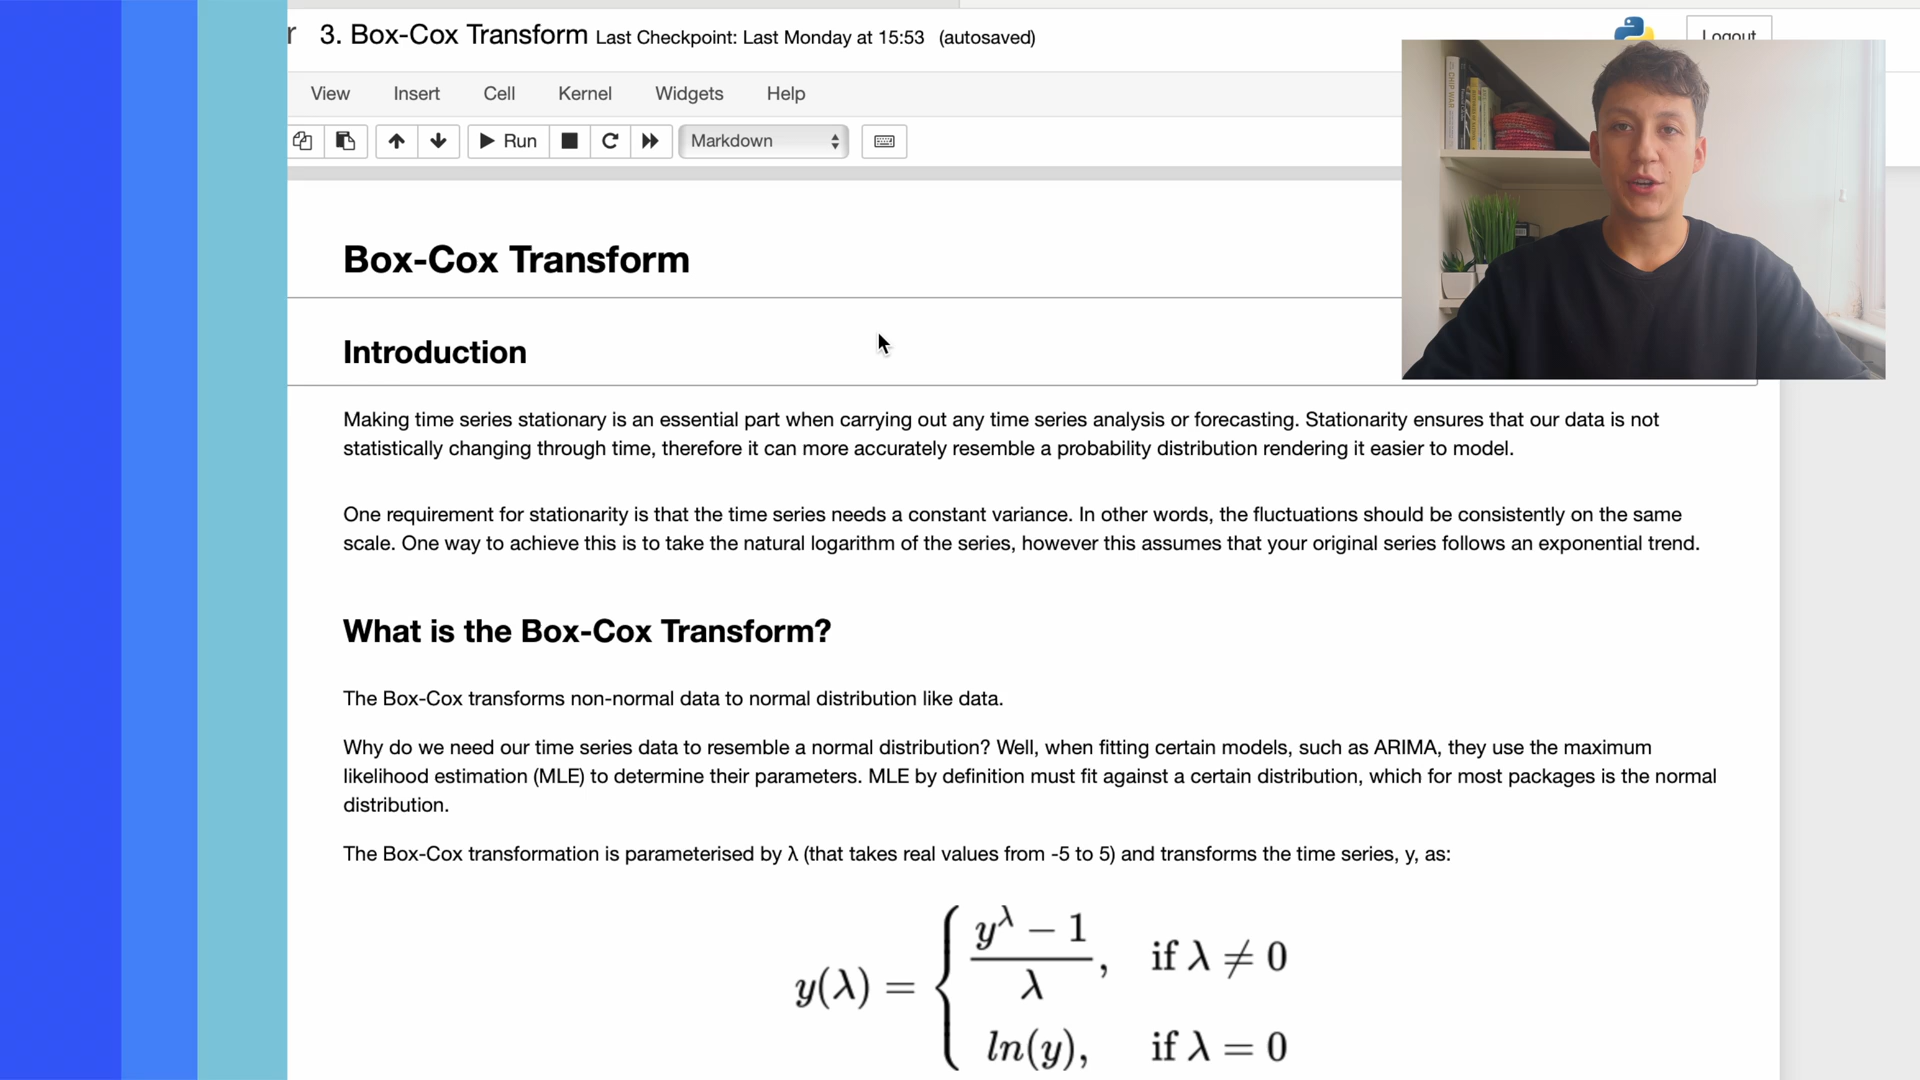 r 3. Box-Cox Transform Last Checkpoint: Last Monday at 15:53 (autosaved)
Logout
View Insert Cell Kernel Widgets Help
Run Markdown
CHIP WAR
Box-Cox Transform
Introduction
Making time series stationary is an essential part when carrying out any time series analysis or forecasting. Stationarity ensures that our data is not
statistically changing through time, therefore it can more accurately resemble a probability distribution rendering it easier to model.
One requirement for stationarity is that the time series needs a constant variance. In other words, the fluctuations should be consistently on the same
scale. One way to achieve this is to take the natural logarithm of the series, however this assumes that your original series follows an exponential trend.
What is the Box-Cox Transform?
The Box-Cox transforms non-normal data to normal distribution like data.
Why do we need our time series data to resemble a normal distribution? Well, when fitting certain models, such as ARIMA, they use the maximum
likelihood estimation (MLE) to determine their parameters. MLE by definition must fit against a certain distribution, which for most packages is the normal
distribution.
The Box-Cox transformation is parameterised by λ (that takes real values from -5 to 5) and transforms the time series, y, as:
y(λ) = { (y^λ − 1)/λ, if λ ≠ 0
ln(y), if λ = 0